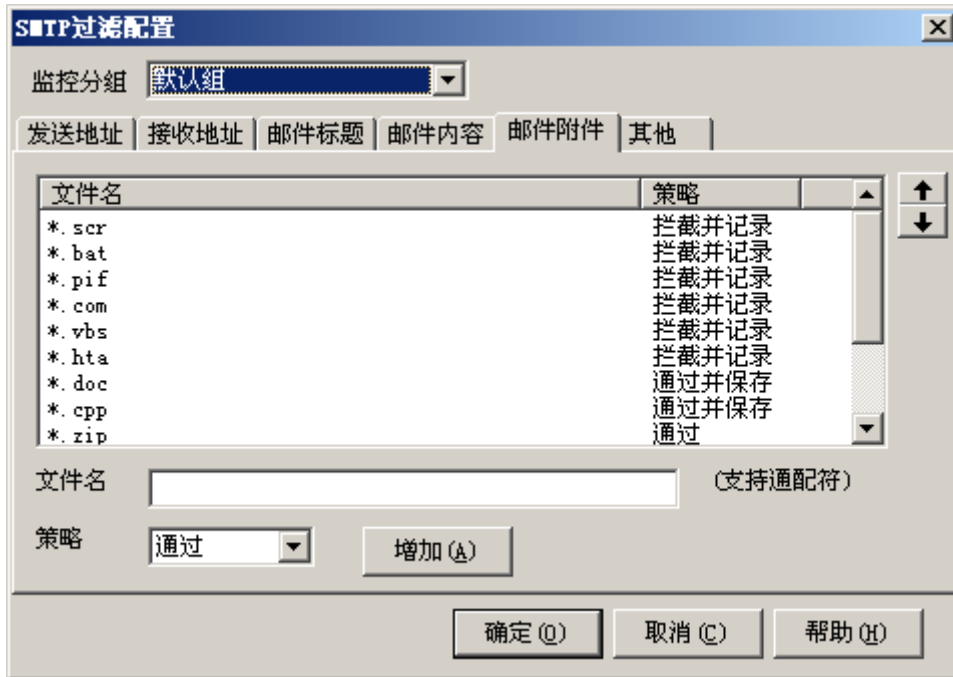 SMTP过滤配置
监控分组 默认组
发送地址 接收地址 邮件标题 邮件内容 邮件附件 其他
文件名 策略
*.scr 拦截并记录
*.bat 拦截并记录
*.pif 拦截并记录
*.com 拦截并记录
*.vbs 拦截并记录
*.hta 拦截并记录
*.doc 通过并保存
*.cpp 通过并保存
*.zip 通过
文件名 (支持通配符)
策略 通过 增加(A)
确定(O) 取消(C) 帮助(H)